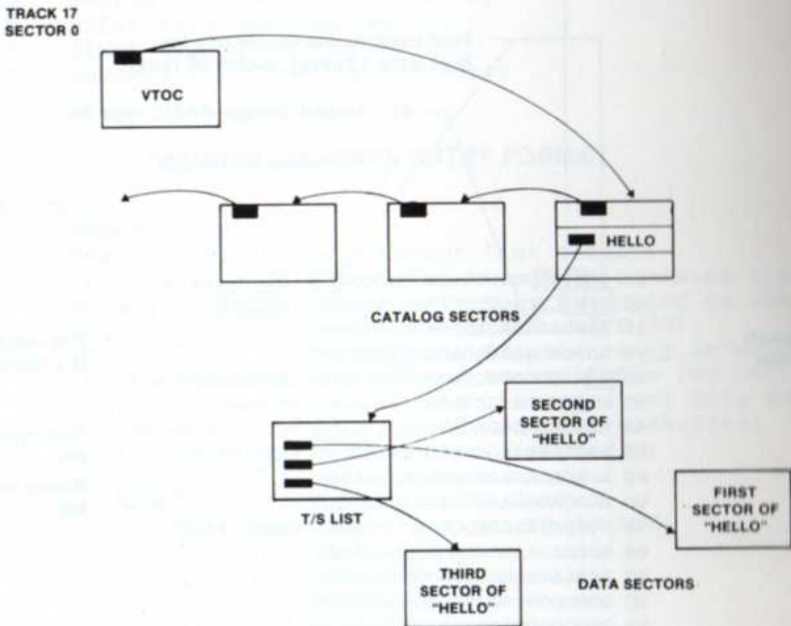 TRACK 17
SECTOR 0
VTOC
HELLO
CATALOG SECTORS
SECOND
SECTOR OF
"HELLO"
T/S LIST
FIRST
SECTOR OF
"HELLO"
THIRD
SECTOR OF
"HELLO"
DATA SECTORS